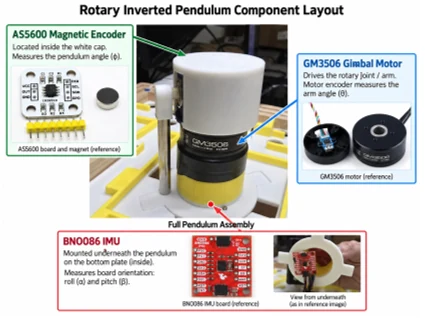 Rotary Inverted Pendulum Component Layout
AS5600 Magnetic Encoder
Located inside the white cap.
Measures the pendulum angle (ϕ).
AS5600 board and magnet (reference)
GM3506 Gimbal Motor
Drives the rotary joint / arm.
Motor encoder measures the
arm angle (θ).
GM3506 motor (reference)
GM3506
Full Pendulum Assembly
BNO086 IMU
Mounted underneath the pendulum
on the bottom plate (inside).
Measures board orientation:
roll (α) and pitch (β).
BNO086 IMU board (reference)
View from underneath
(as in reference image)